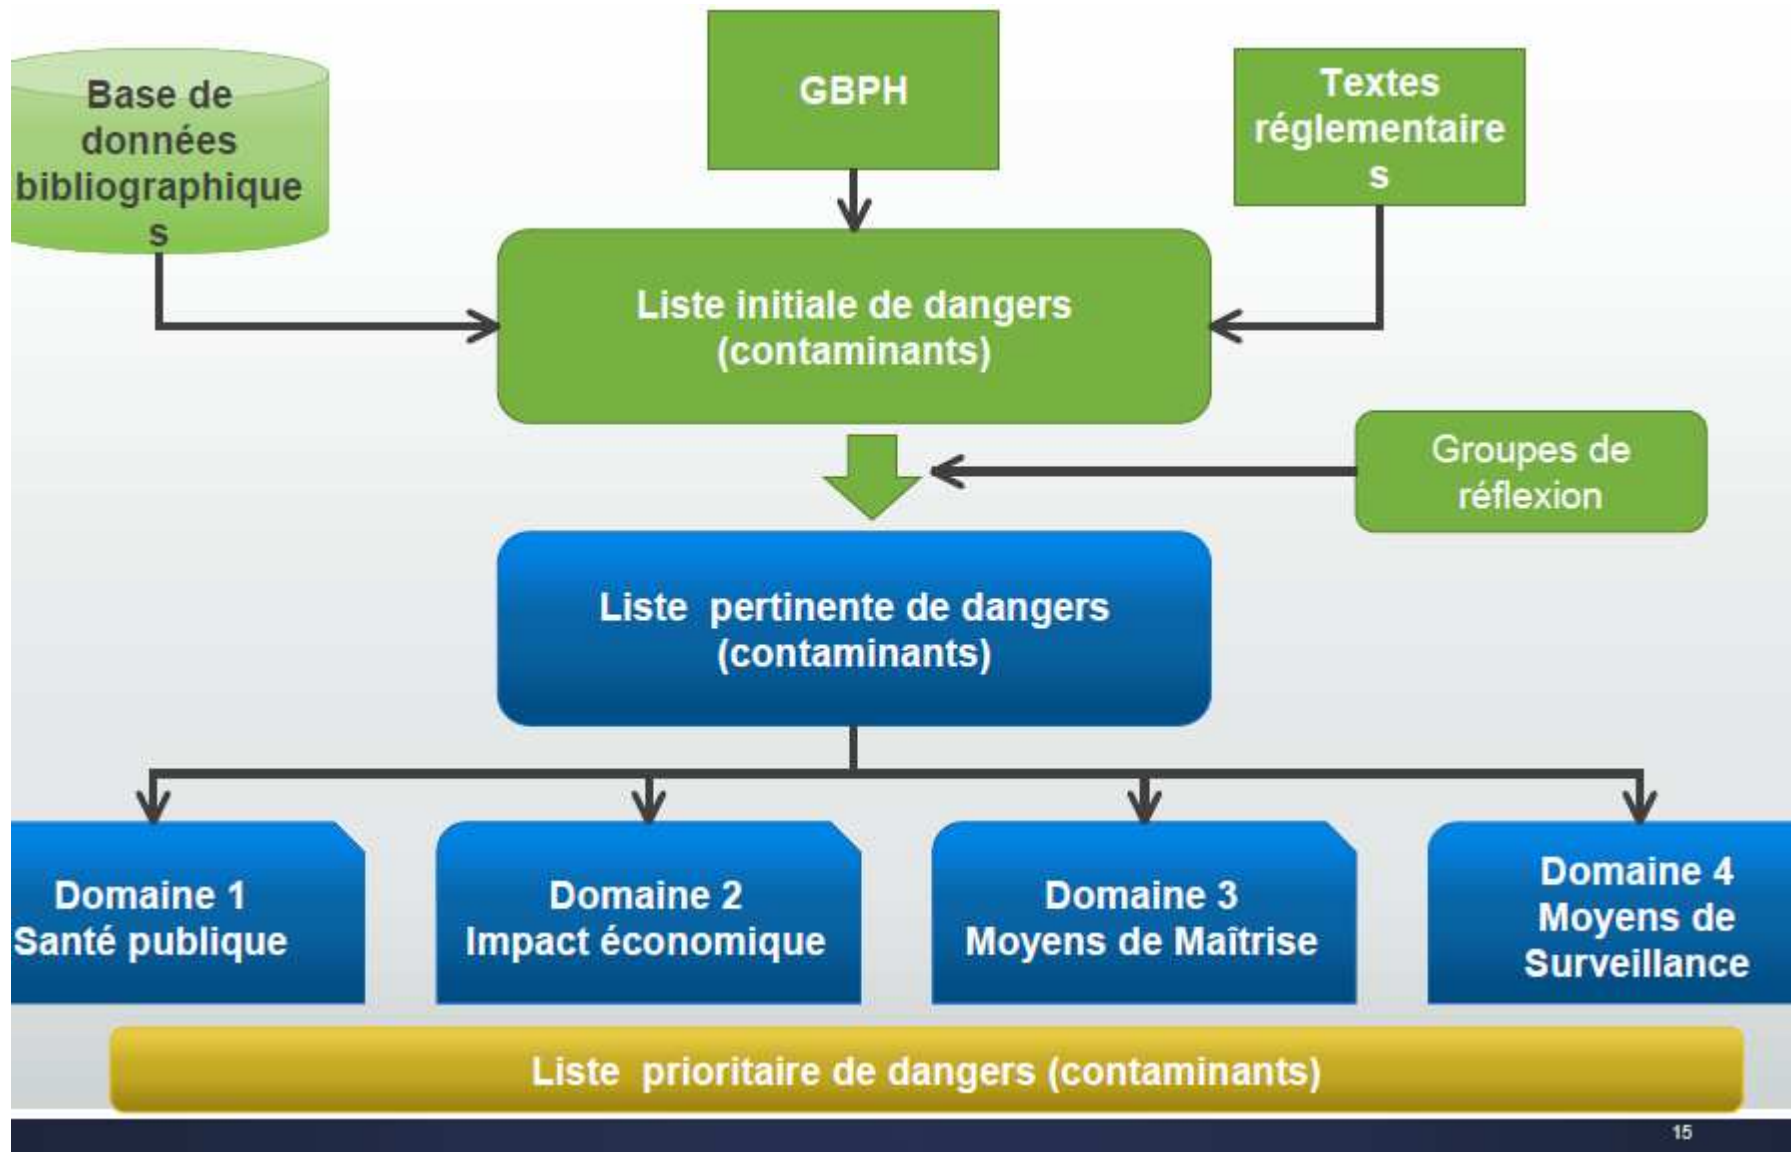 Base de
données
bibliographique
s
GBPH
Textes
réglementaire
s
Liste initiale de dangers
(contaminants)
Groupes de
réflexion
Liste pertinente de dangers
(contaminants)
Domaine 1
Santé publique
Domaine 2
Impact économique
Domaine 3
Moyens de Maîtrise
Domaine 4
Moyens de
Surveillance
Liste prioritaire de dangers (contaminants)
15